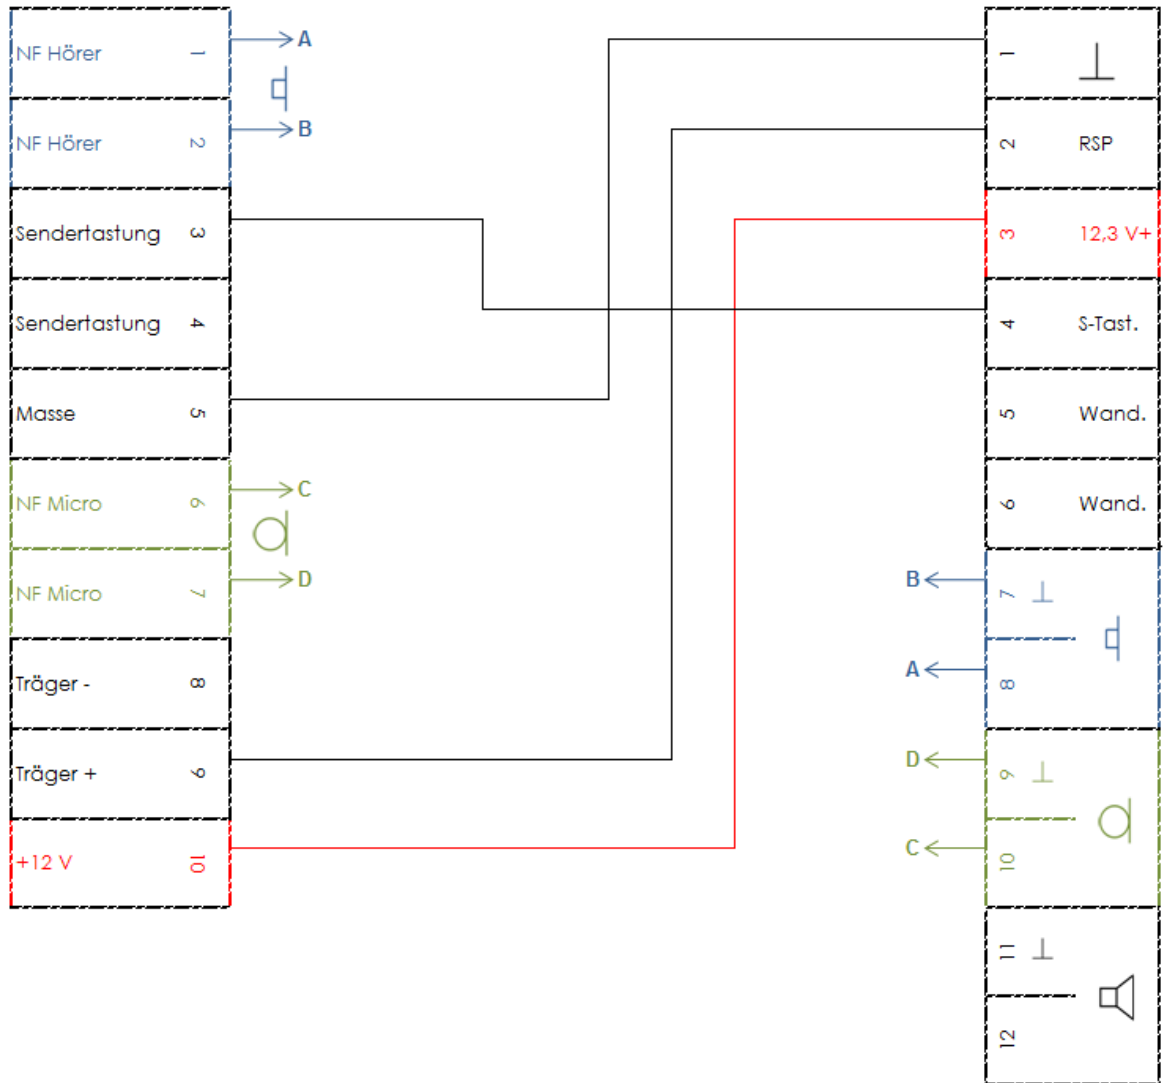 NF Hörer 1
A
NF Hörer 2
B
Sendertastung 3
Sendertastung 4
Masse 5
NF Micro 6
C
NF Micro 7
D
Träger - 8
Träger + 9
+12 V 10
1
2 RSP
3 12,3 V+
4 S-Tast.
5 Wand.
6 Wand.
B 7
A 8
D 9
C 10
11
12